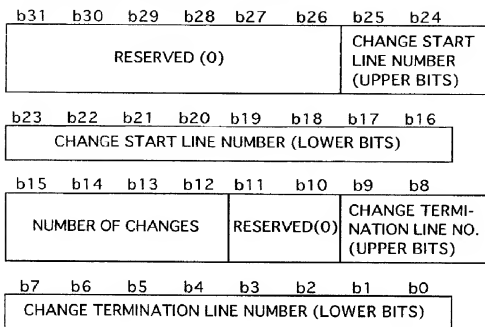 b31 b30 b29 b28 b27 b26 b25 b24
RESERVED (0)
CHANGE START
LINE NUMBER
(UPPER BITS)
b23 b22 b21 b20 b19 b18 b17 b16
CHANGE START LINE NUMBER (LOWER BITS)
b15 b14 b13 b12 b11 b10 b9 b8
NUMBER OF CHANGES
RESERVED(0)
CHANGE TERMI-
NATION LINE NO.
(UPPER BITS)
b7 b6 b5 b4 b3 b2 b1 b0
CHANGE TERMINATION LINE NUMBER (LOWER BITS)